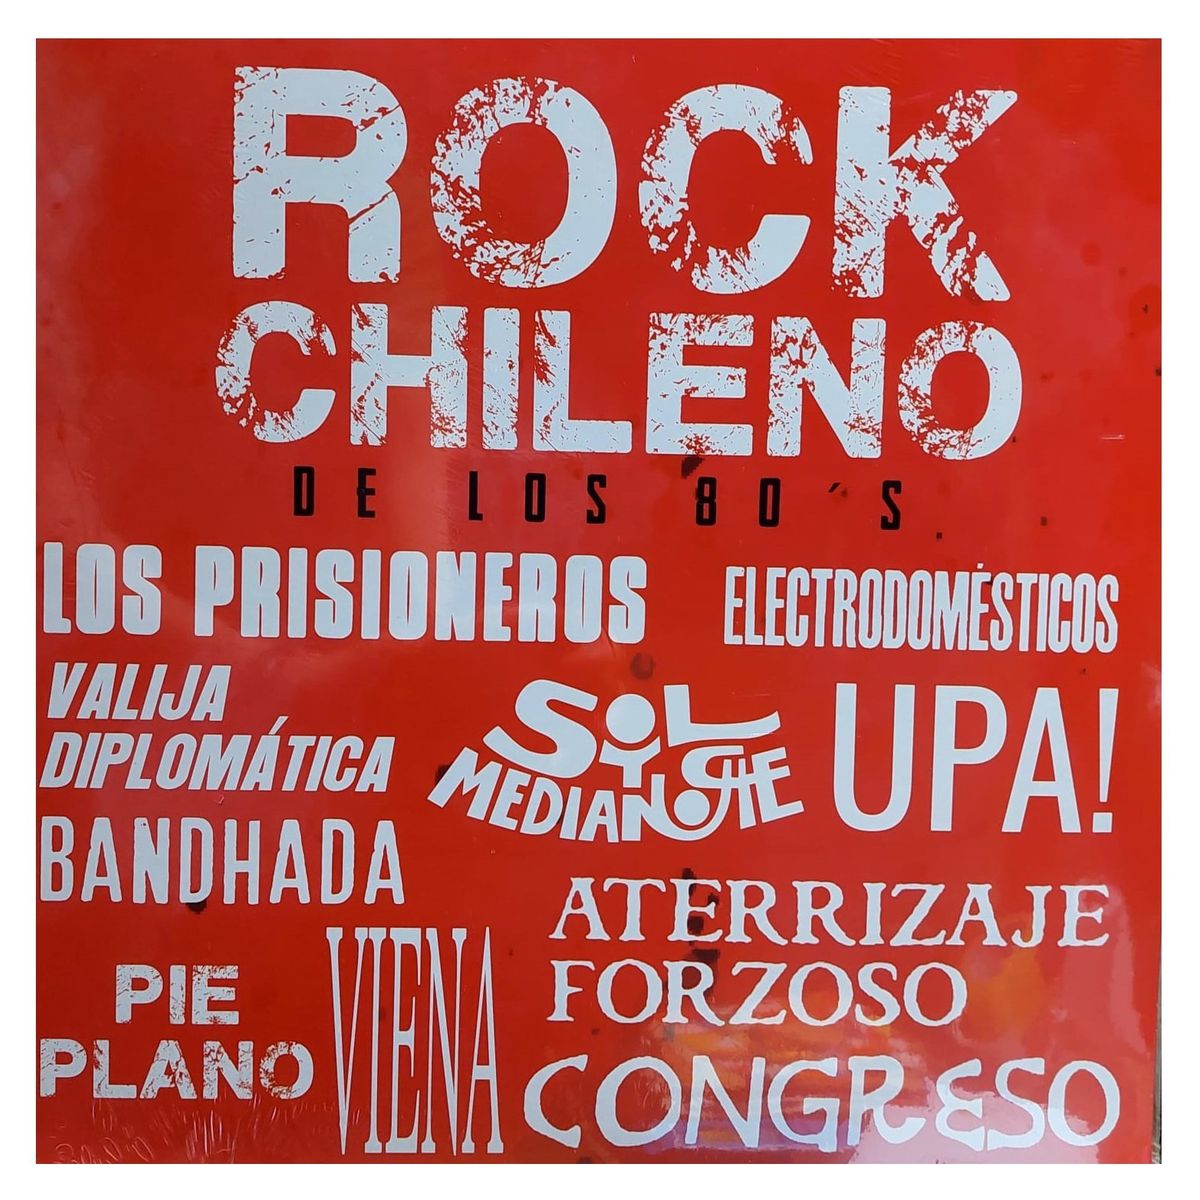 ROCK
CHILENO
DE LOS 80´S
LOS PRISIONEROS
ELECTRODOMÉSTICOS
VALIJA
DIPLOMÁTICA
SOL
Y
MEDIANOCHE
UPA!
BANDHADA
ATERRIZAJE
FORZOSO
PIE
PLANO
VIENA
CONGRESO